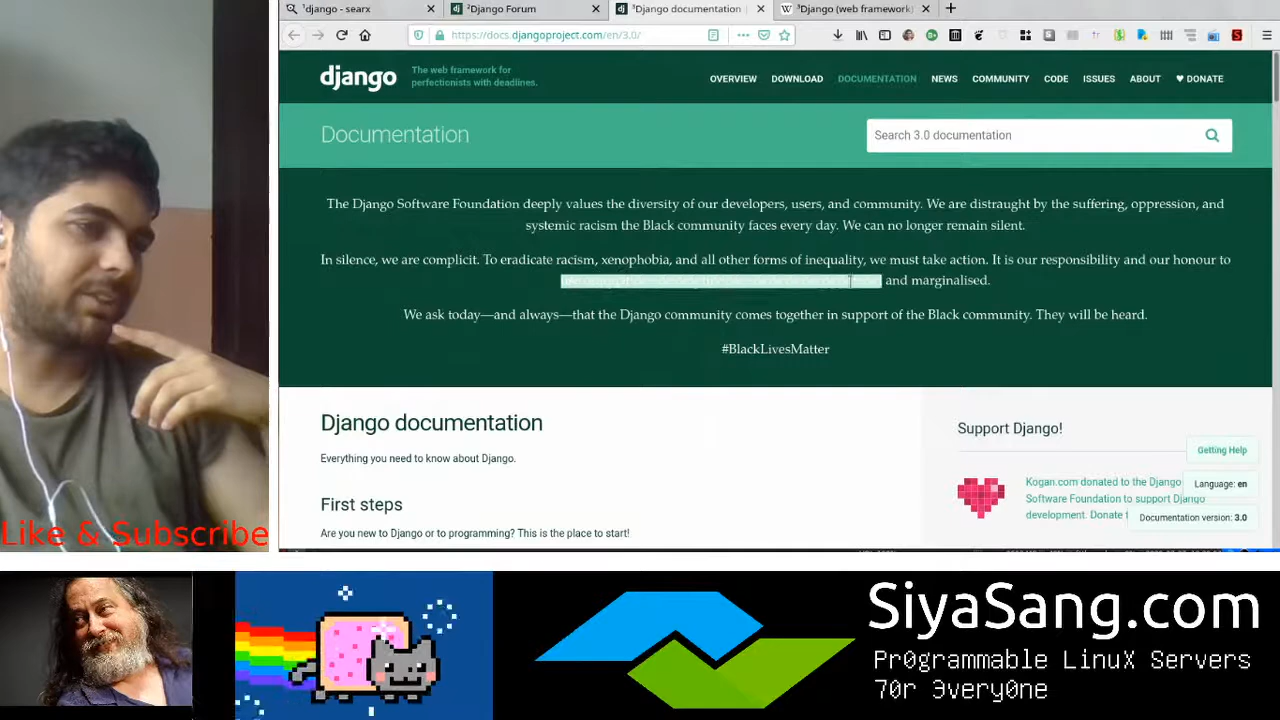 ¹django - searx
²Django Forum
³Django documentation
³Django (web framework)
https://docs.djangoproject.com/en/3.0/
django
The web framework for
perfectionists with deadlines.
OVERVIEW
DOWNLOAD
DOCUMENTATION
NEWS
COMMUNITY
CODE
ISSUES
ABOUT
♥ DONATE
Documentation
Search 3.0 documentation
The Django Software Foundation deeply values the diversity of our developers, users, and community. We are distraught by the suffering, oppression, and
systemic racism the Black community faces every day. We can no longer remain silent.
In silence, we are complicit. To eradicate racism, xenophobia, and all other forms of inequality, we must take action. It is our responsibility and our honour to
and marginalised.
We ask today—and always—that the Django community comes together in support of the Black community. They will be heard.
#BlackLivesMatter
Django documentation
Everything you need to know about Django.
First steps
Are you new to Django or to programming? This is the place to start!
Support Django!
Kogan.com donated to the Django
Software Foundation to support Django
development. Donate
Getting Help
Language: en
Documentation version: 3.0
Like & Subscribe
SiyaSang.com
Pr0grammable LinuX Servers
70r 3very0ne